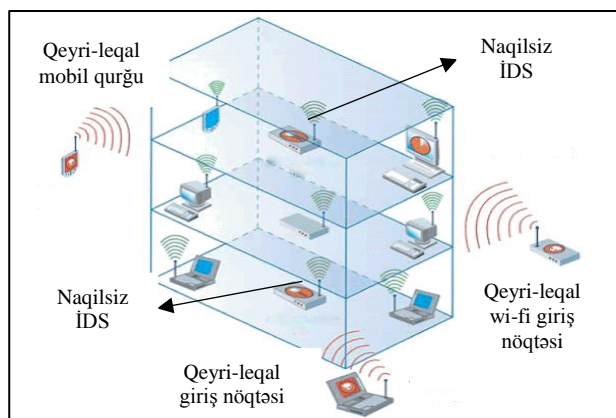 Qeyri-leqal
mobil qurğu
Naqilsiz
İDS
Naqilsiz
İDS
Qeyri-leqal
wi-fi giriş
nöqtəsi
Qeyri-leqal
giriş nöqtəsi